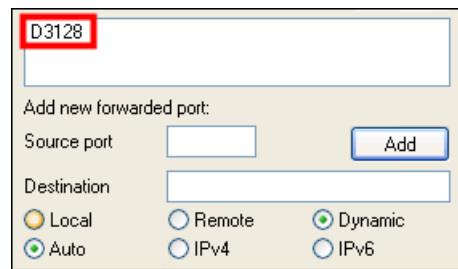 D3128
Add new forwarded port:
Source port
Add
Destination
Local Remote Dynamic
Auto IPv4 IPv6